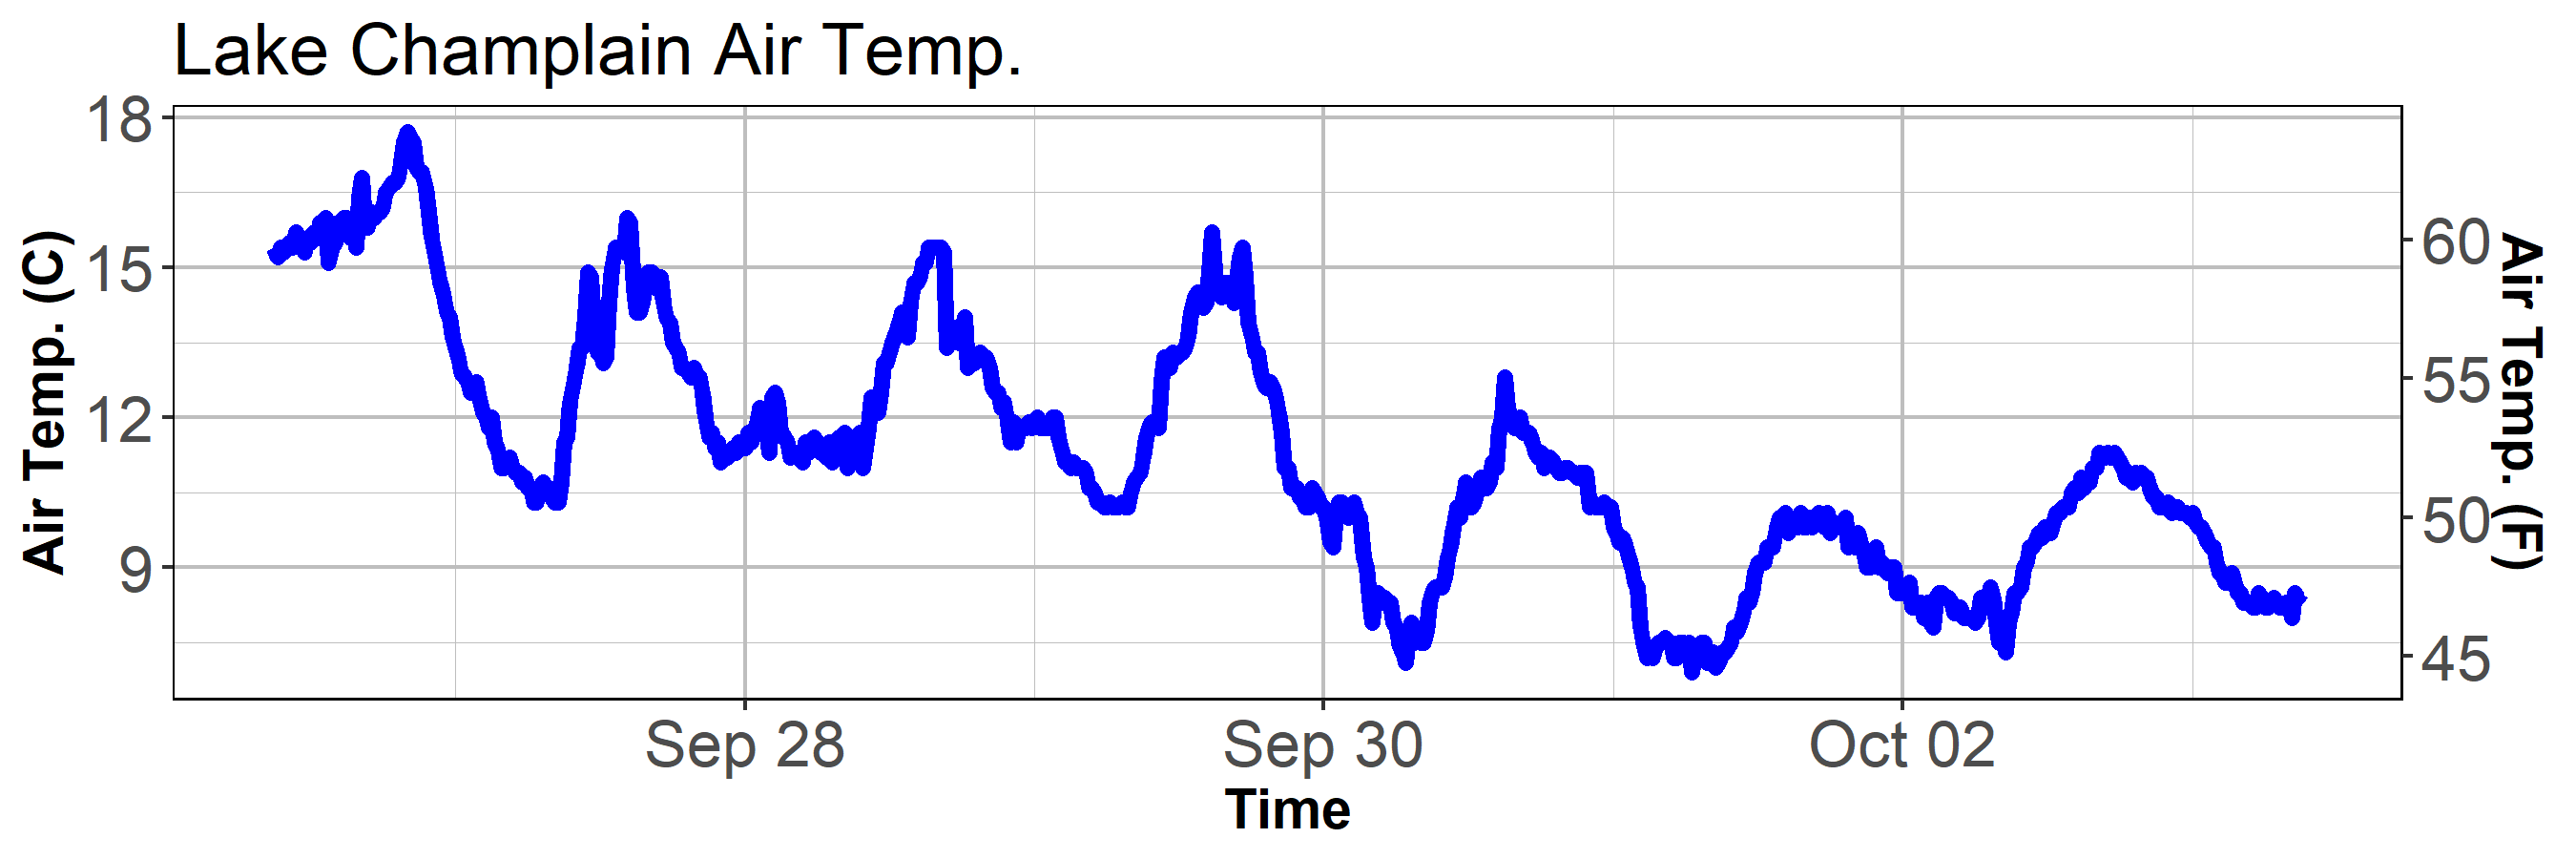 Lake Champlain Air Temp.
18
15
12
9
Air Temp. (C)
60
55
50
45
Air Temp. (F)
Sep 28
Sep 30
Oct 02
Time